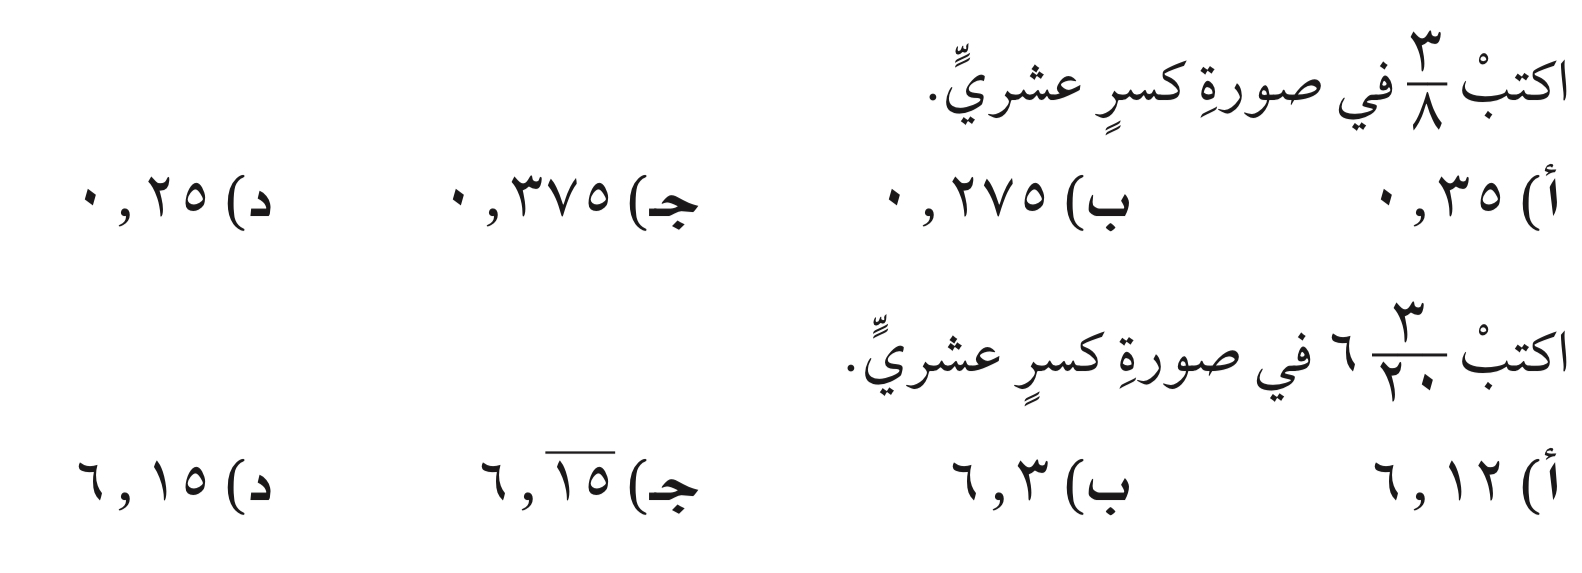 اكتبْ ٣/٨ في صورةِ كسرٍ عشريٍّ.
أ) ٠,٣٥ ب) ٠,٢٧٥ جـ) ٠,٣٧٥ د) ٠,٢٥
اكتبْ ٣/٢٠ ٦ في صورةِ كسرٍ عشريٍّ.
أ) ٦,١٢ ب) ٦,٣ جـ) ٦,١٥̅ د) ٦,١٥